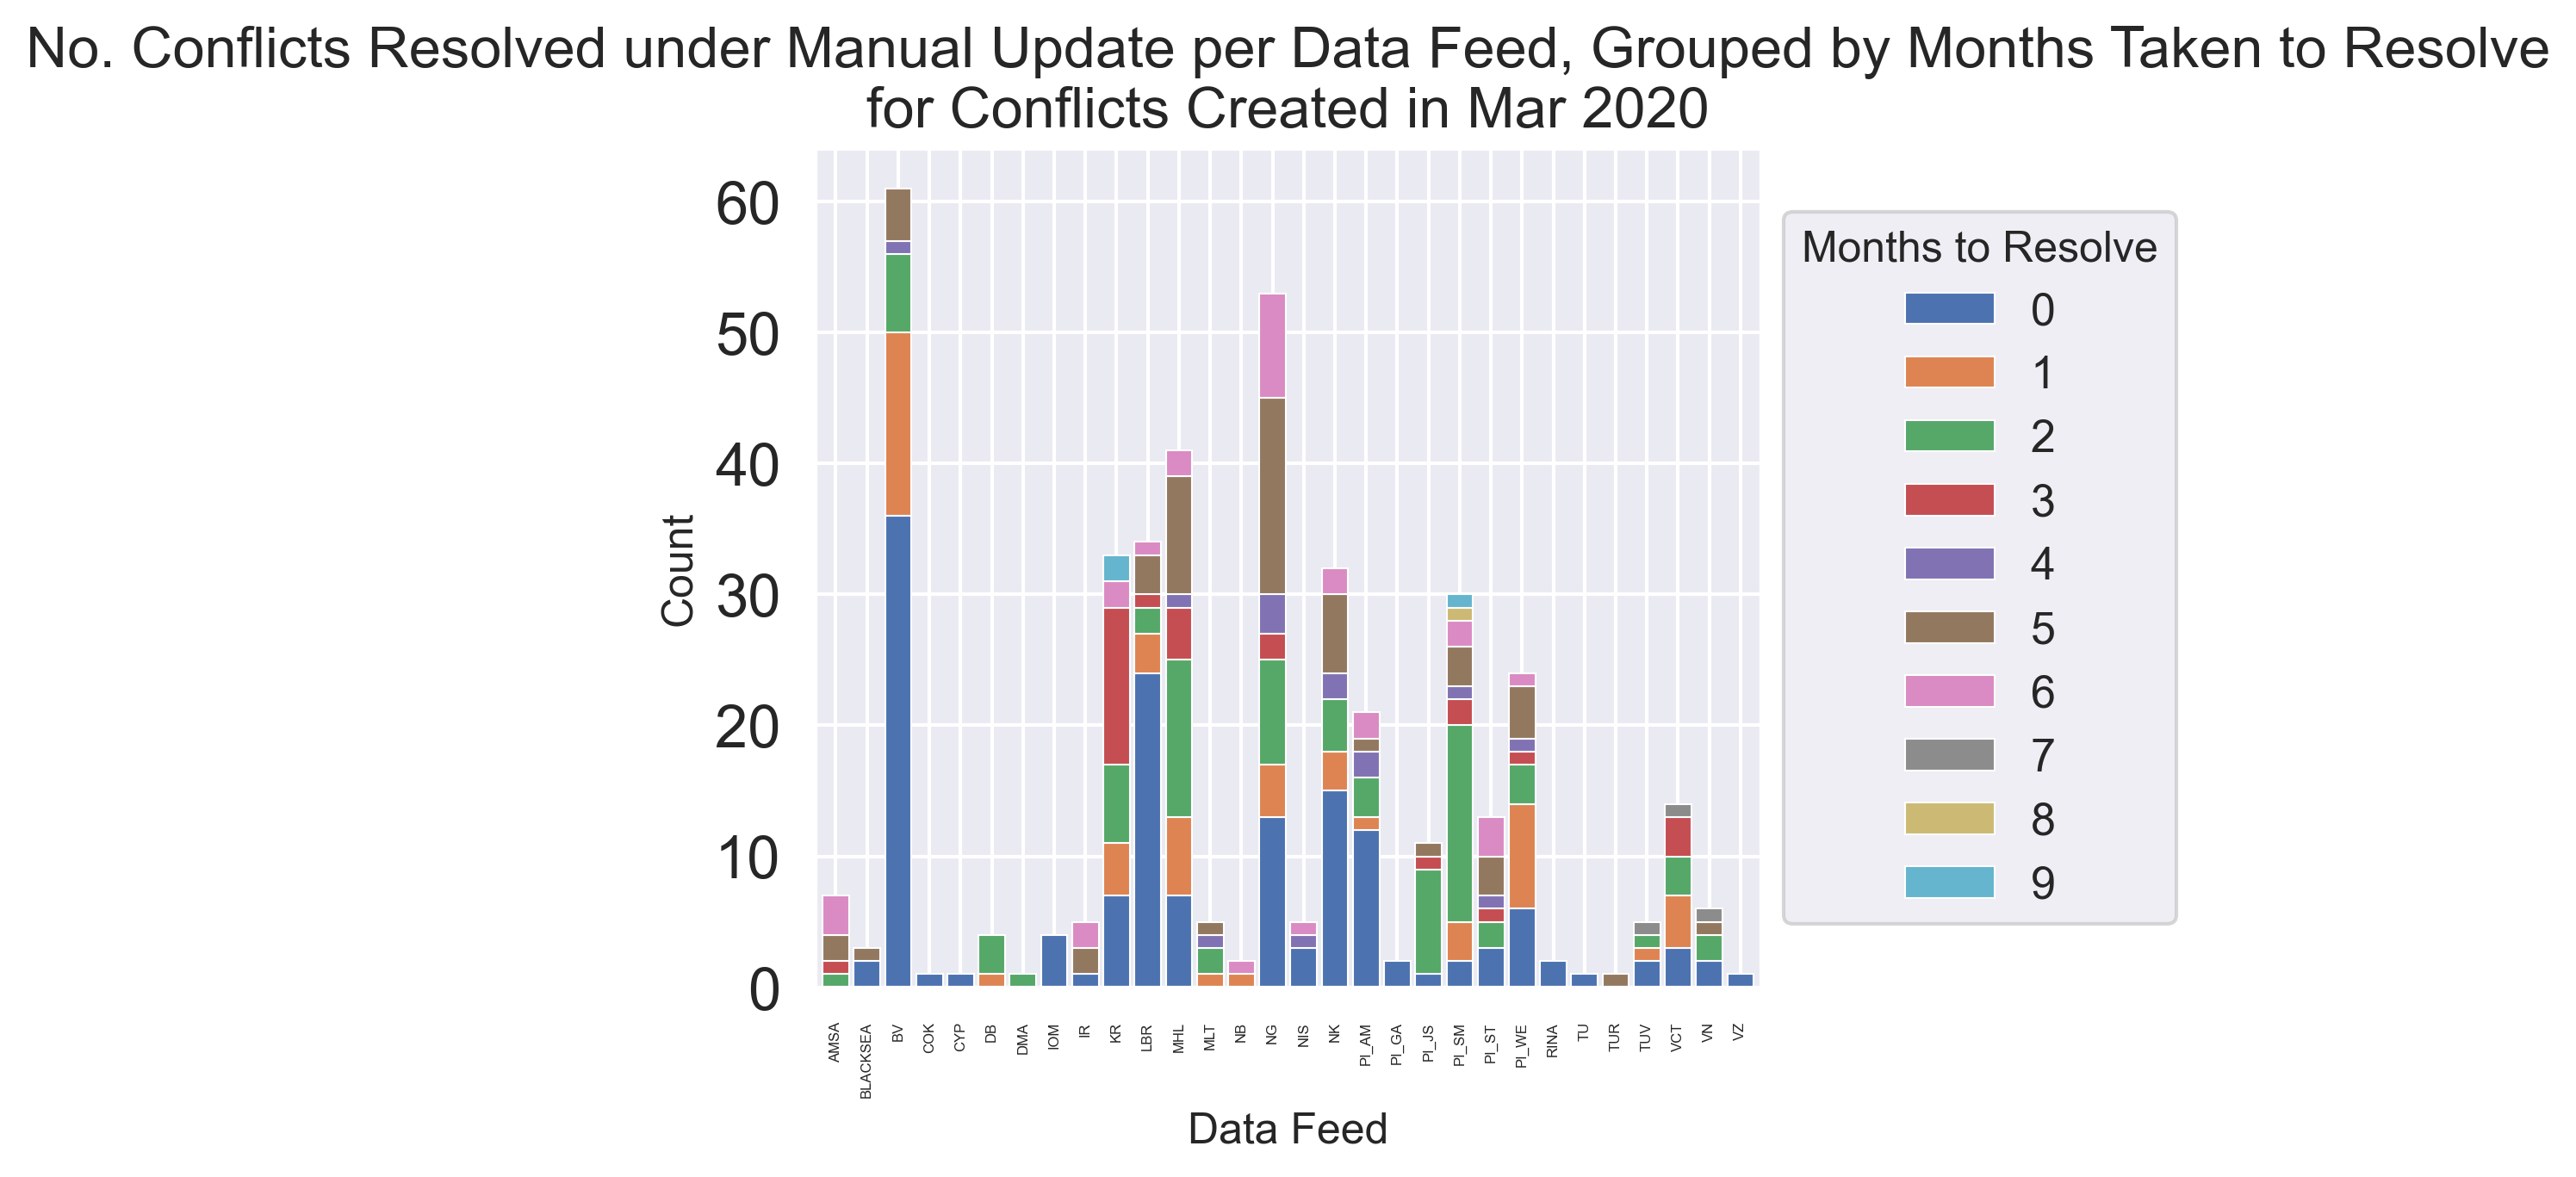 No. Conflicts Resolved under Manual Update per Data Feed, Grouped by Months Taken to Resolve
for Conflicts Created in Mar 2020
60
50
40
30
20
10
0
Count
AMSA
BLACKSEA
BV
COK
CYP
DB
DMA
IOM
IR
KR
LBR
MHL
MLT
NB
NG
NIS
NK
PI_AM
PI_GA
PI_JS
PI_SM
PI_ST
PI_WE
RINA
TU
TUR
TUV
VCT
VN
VZ
Data Feed
Months to Resolve
0
1
2
3
4
5
6
7
8
9